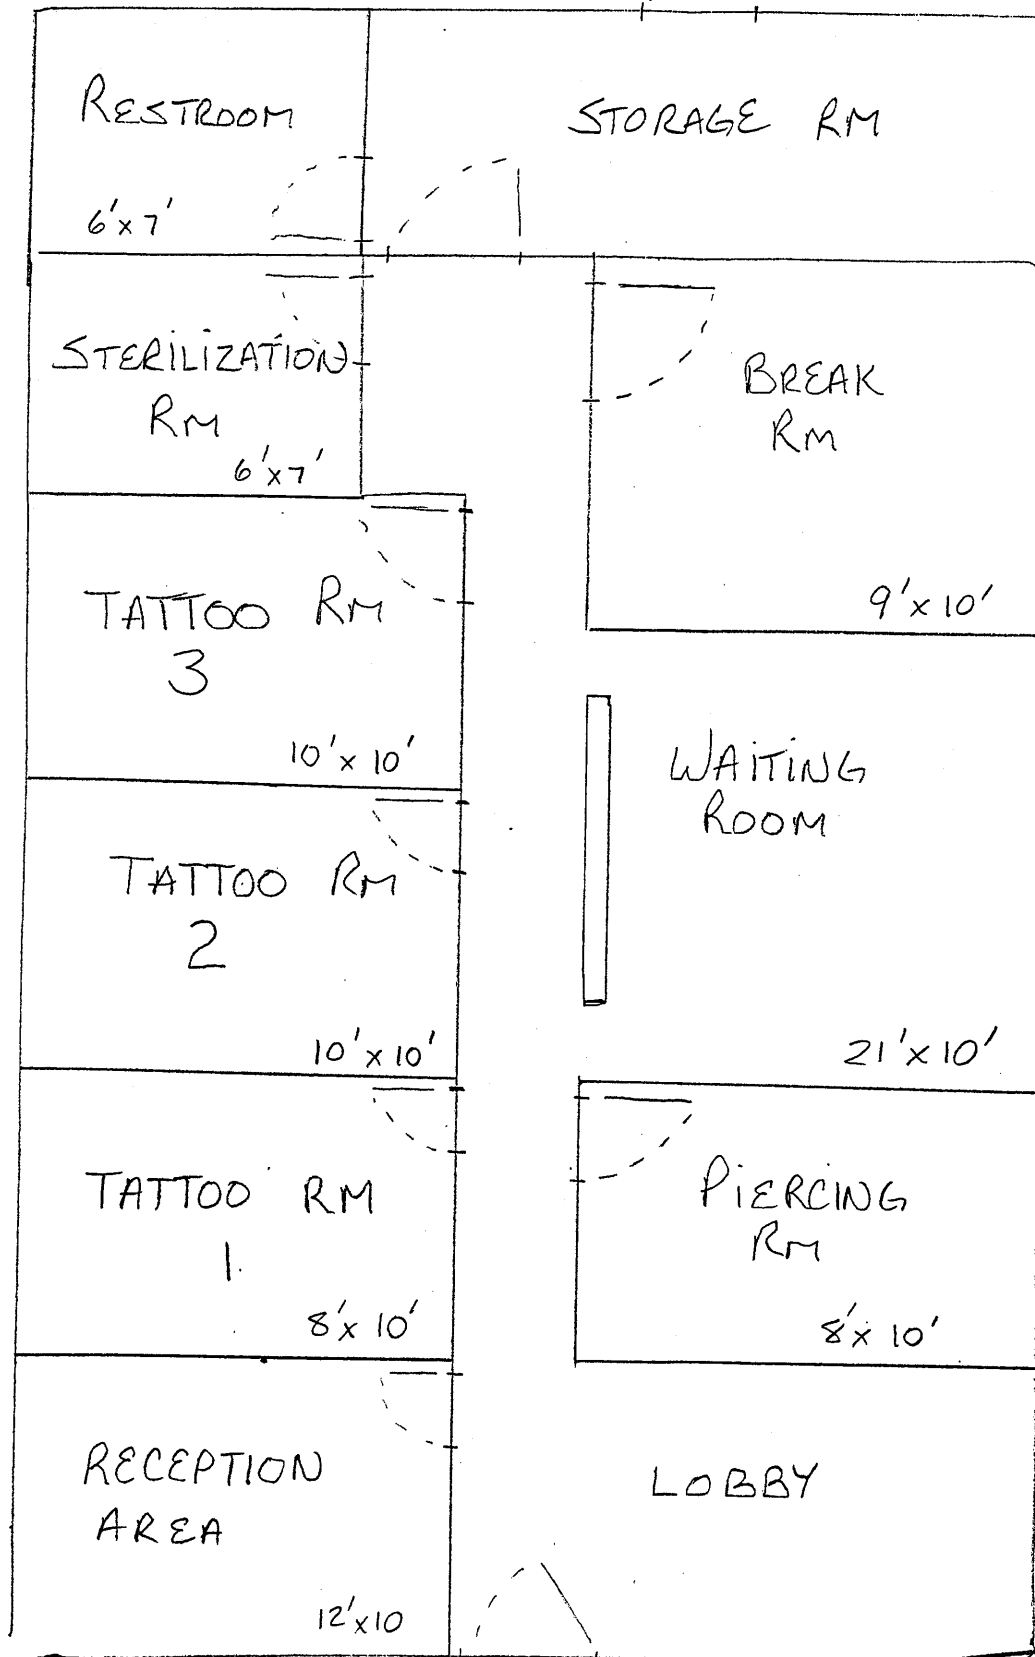 RESTROOM
6'x7'
STORAGE RM
STERILIZATION
RM
6'x7'
BREAK
RM
9'x10'
TATTOO RM
3
10'x10'
WAITING
ROOM
21'x10'
TATTOO RM
2
10'x10'
TATTOO RM
1
8'x10'
PIERCING
RM
8'x10'
RECEPTION
AREA
12'x10
LOBBY